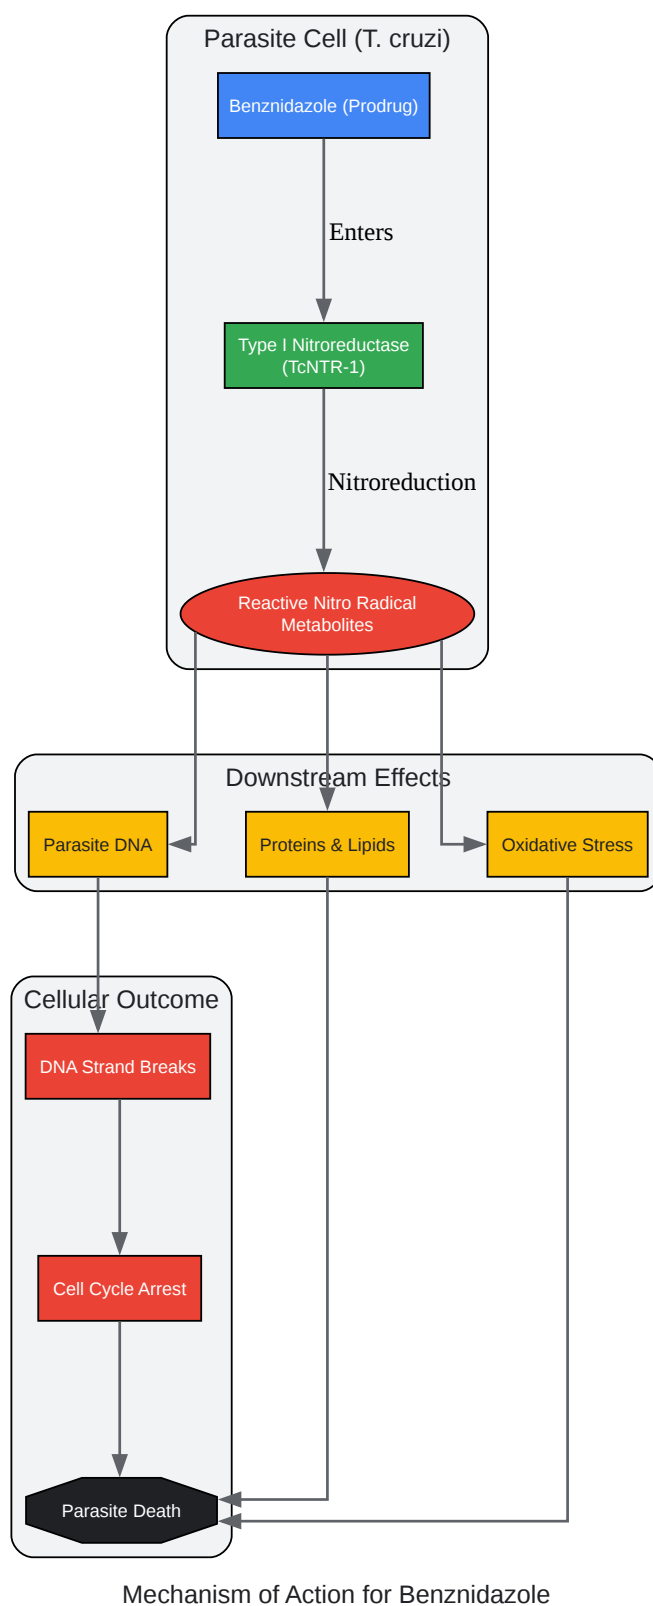 Parasite Cell (T. cruzi)
Benznidazole (Prodrug)
Enters
Type I Nitroreductase
(TcNTR-1)
Nitroreduction
Reactive Nitro Radical
Metabolites
Downstream Effects
Parasite DNA
Proteins & Lipids
Oxidative Stress
Cellular Outcome
DNA Strand Breaks
Cell Cycle Arrest
Parasite Death
Mechanism of Action for Benznidazole